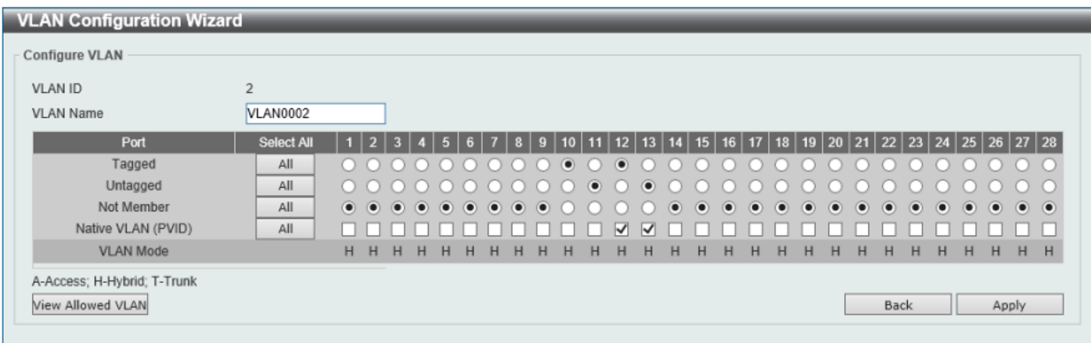 VLAN Configuration Wizard
Configure VLAN
VLAN ID 2
VLAN Name VLAN0002
Port Select All 1 2 3 4 5 6 7 8 9 10 11 12 13 14 15 16 17 18 19 20 21 22 23 24 25 26 27 28
Tagged All
Untagged All
Not Member All
Native VLAN (PVID) All
VLAN Mode H H H H H H H H H H H H H H H H H H H H H H H H H H H H
A-Access; H-Hybrid; T-Trunk
View Allowed VLAN Back Apply